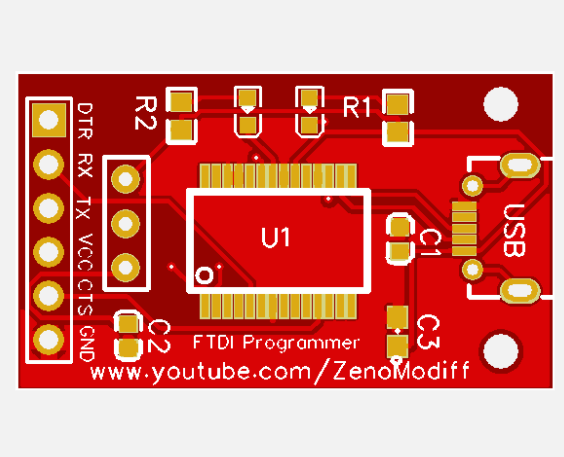 DTR
RX
TX
VCC
CTS
GND
R2
R1
U1
C1
USB
C2
C3
FTDI Programmer
www.youtube.com/ZenoModiff